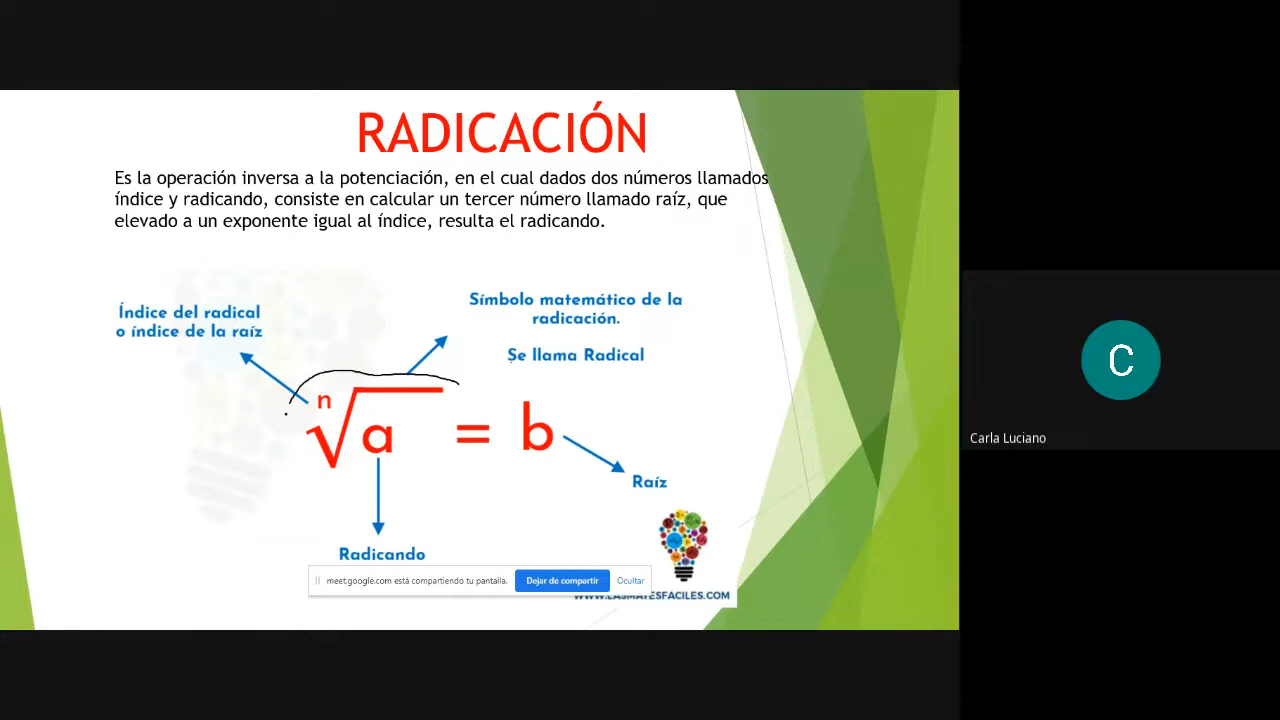 RADICACIÓN
Es la operación inversa a la potenciación, en el cual dados dos números llamados
índice y radicando, consiste en calcular un tercer número llamado raíz, que
elevado a un exponente igual al índice, resulta el radicando.
Índice del radical
o índice de la raíz
Símbolo matemático de la
radicación.
Se llama Radical
n
√a = b
Raíz
Radicando
meet.google.com está compartiendo tu pantalla.
Dejar de compartir
Ocultar
WWW.LASMATESFACILES.COM
C
Carla Luciano